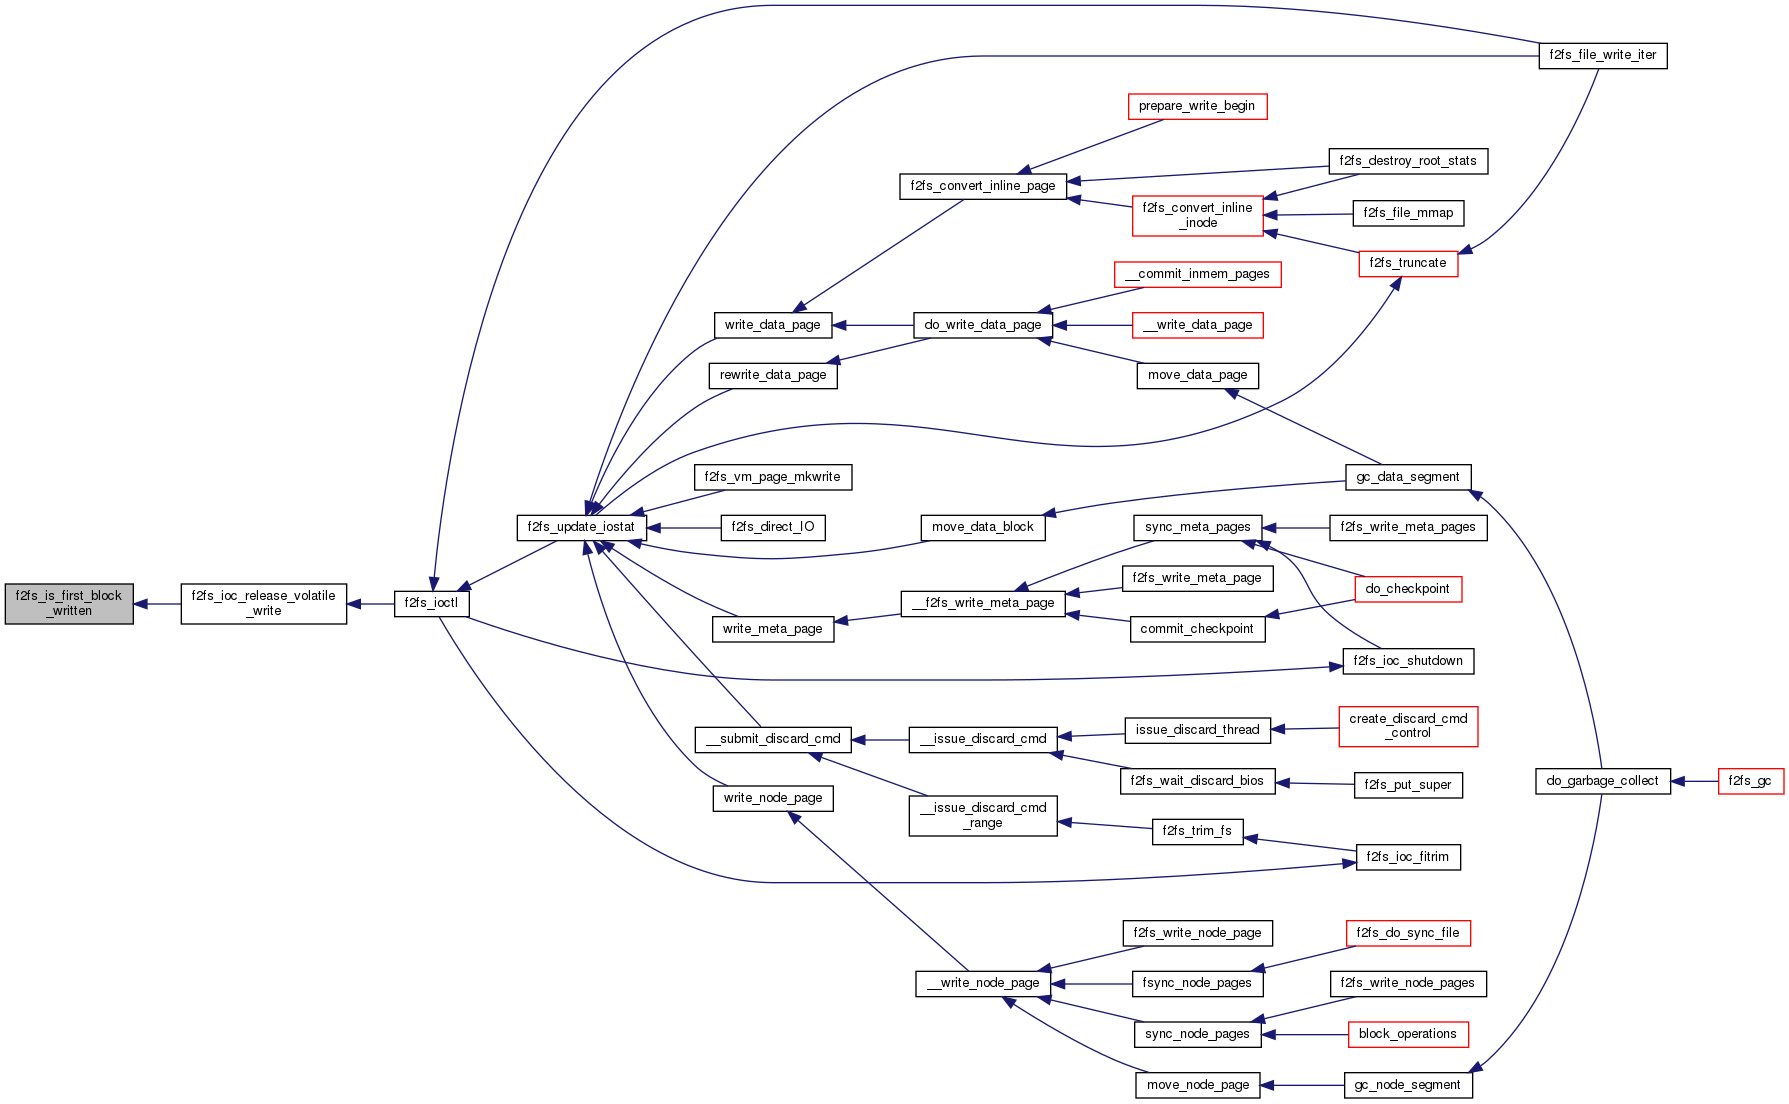 f2fs_file_write_iter
prepare_write_begin
f2fs_destroy_root_stats
f2fs_convert_inline_page
f2fs_convert_inline
_inode
f2fs_file_mmap
f2fs_truncate
__commit_inmem_pages
write_data_page
do_write_data_page
__write_data_page
rewrite_data_page
move_data_page
f2fs_vm_page_mkwrite
gc_data_segment
f2fs_update_iostat
f2fs_direct_IO
move_data_block
sync_meta_pages
f2fs_write_meta_pages
f2fs_write_meta_page
do_checkpoint
f2fs_is_first_block
_written
f2fs_ioc_release_volatile
_write
f2fs_ioctl
__f2fs_write_meta_page
write_meta_page
commit_checkpoint
f2fs_ioc_shutdown
__submit_discard_cmd
__issue_discard_cmd
issue_discard_thread
create_discard_cmd
_control
f2fs_wait_discard_bios
f2fs_put_super
do_garbage_collect
f2fs_gc
write_node_page
__issue_discard_cmd
_range
f2fs_trim_fs
f2fs_ioc_fitrim
f2fs_write_node_page
f2fs_do_sync_file
__write_node_page
fsync_node_pages
f2fs_write_node_pages
sync_node_pages
block_operations
move_node_page
gc_node_segment